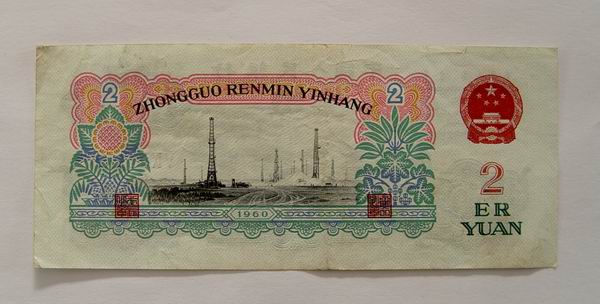 2
2
ZHONGGUO RENMIN YINHANG
1960
2
ER
YUAN